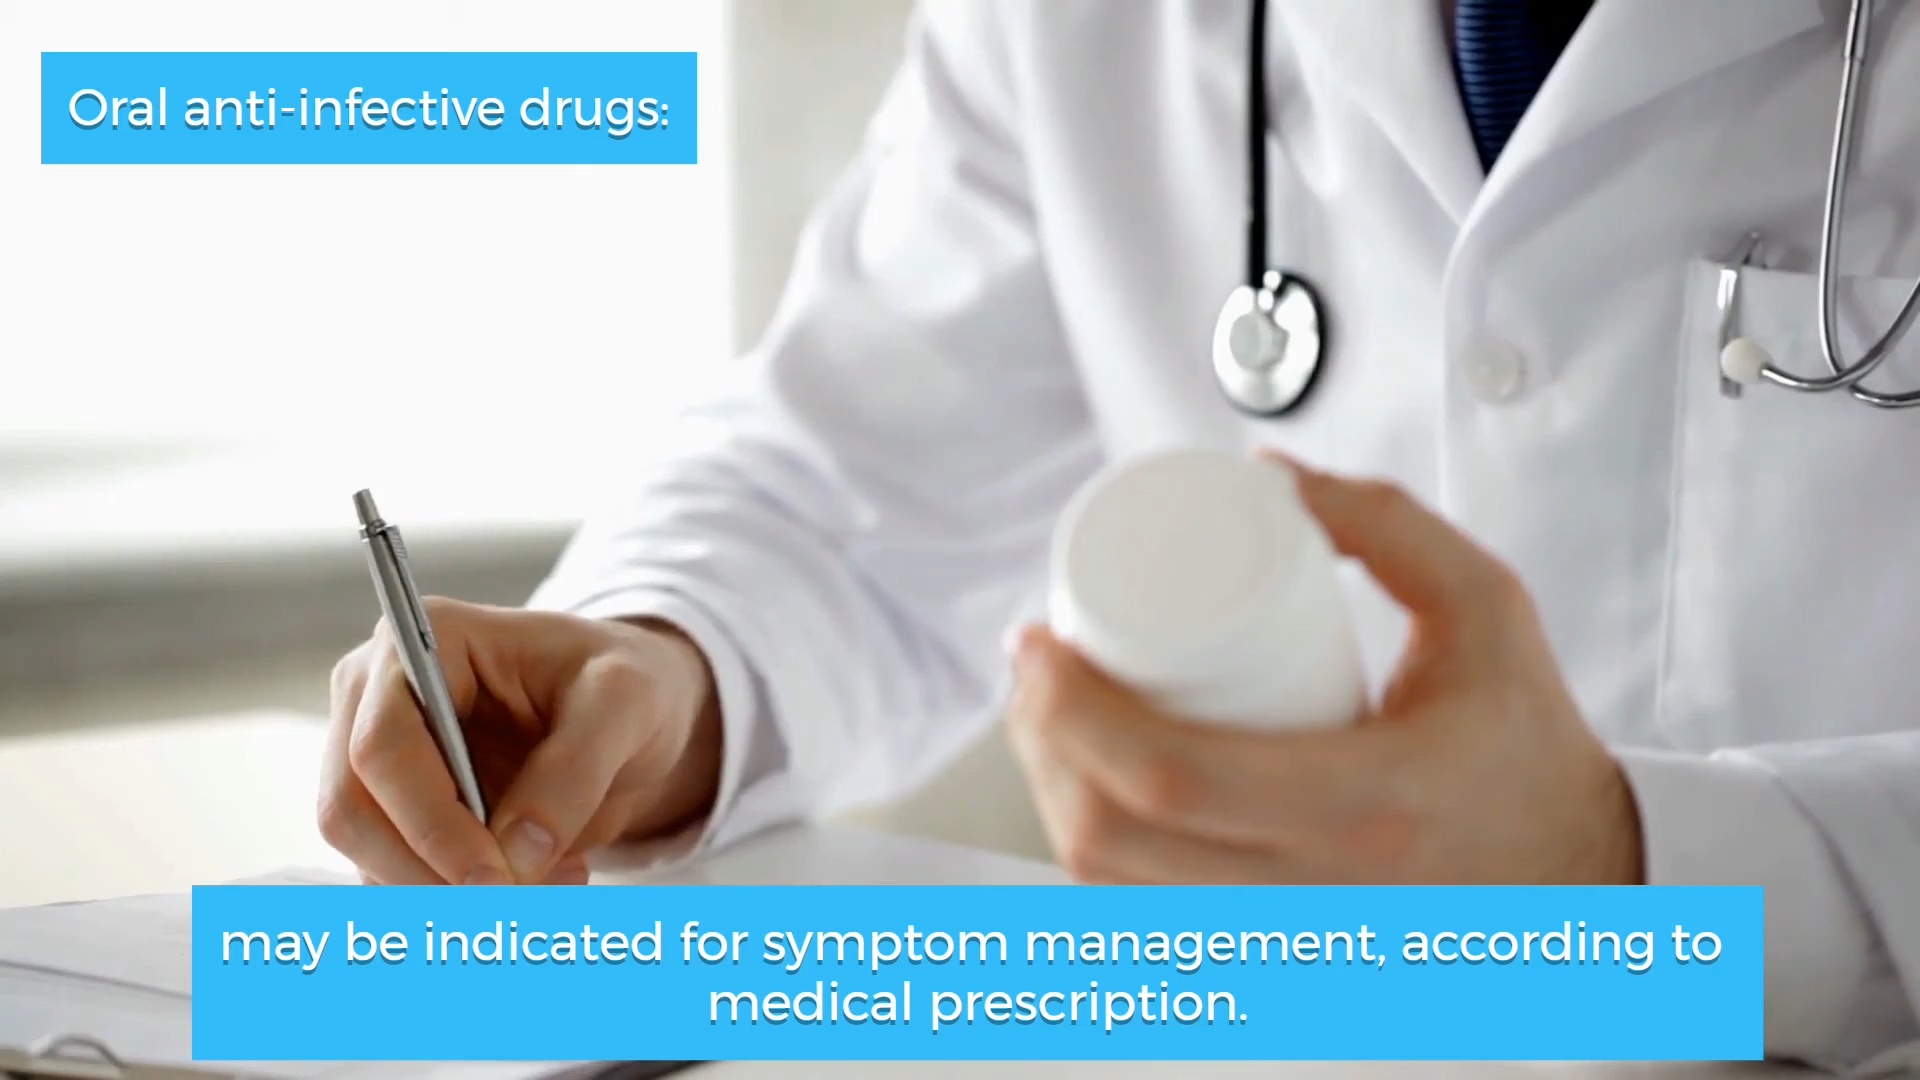 Oral anti-infective drugs:
may be indicated for symptom management, according to
medical prescription.